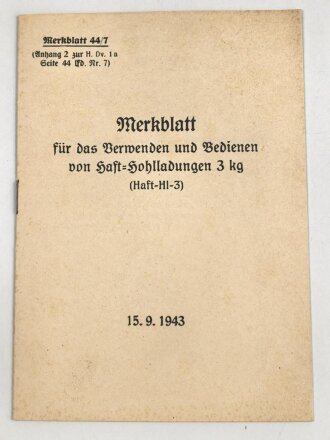 Merkblatt 44/7
(Anhang 2 zur H. Dv. 1a
Seite 44 lfd. Nr. 7)
Merkblatt
für das Verwenden und Bedienen
von Haft=Hohlladungen 3 kg
(Haft-Hl-3)
15. 9. 1943